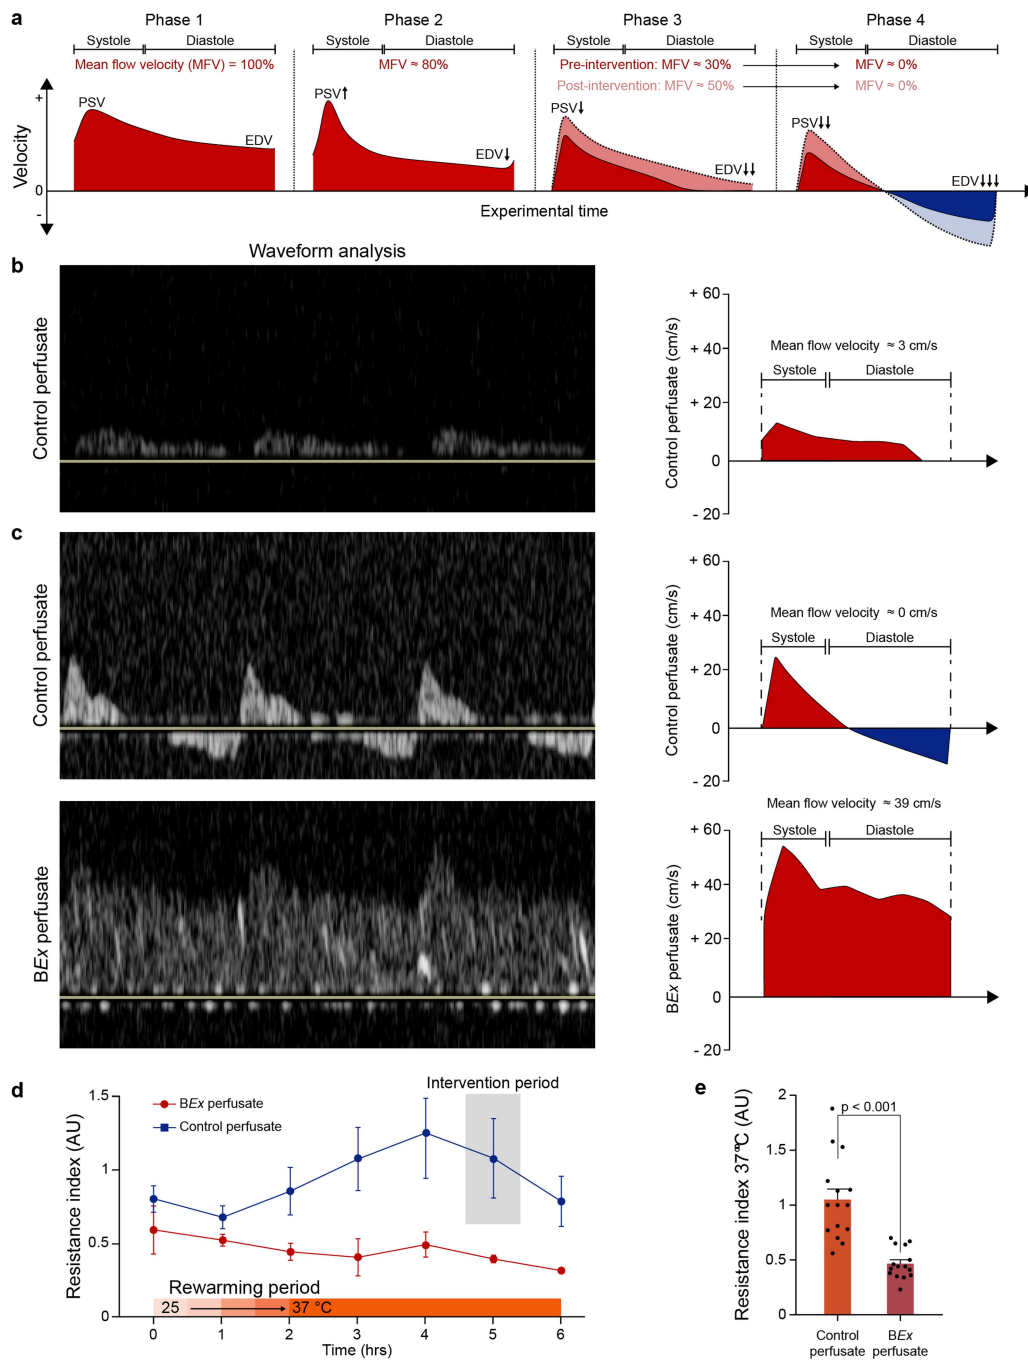 a
Phase 1
Phase 2
Phase 3
Phase 4
Systole
Diastole
Systole
Diastole
Systole
Diastole
Systole
Diastole
Mean flow velocity (MFV) = 100%
MFV ≈ 80%
Pre-intervention: MFV ≈ 30%
MFV ≈ 0%
Post-intervention: MFV ≈ 50%
MFV ≈ 0%
Velocity
+
0
-
PSV
EDV
PSV↑
EDV↓
PSV↓
EDV↓↓
PSV↓↓
EDV↓↓↓
Experimental time
Waveform analysis
b
Control perfusate
Control perfusate (cm/s)
+ 60
+ 40
+ 20
0
- 20
Mean flow velocity ≈ 3 cm/s
Systole
Diastole
c
Control perfusate
Control perfusate (cm/s)
+ 60
+ 40
+ 20
0
- 20
Mean flow velocity ≈ 0 cm/s
Systole
Diastole
BEx perfusate
BEx perfusate (cm/s)
+ 60
+ 40
+ 20
0
- 20
Mean flow velocity ≈ 39 cm/s
Systole
Diastole
d
Resistance index (AU)
1.5
1
0.5
0
BEx perfusate
Control perfusate
Intervention period
Rewarming period
25
37 °C
0
1
2
3
4
5
6
Time (hrs)
e
Resistance index 37°C (AU)
2
1.5
1
0.5
0
p < 0.001
Control
perfusate
BEx
perfusate